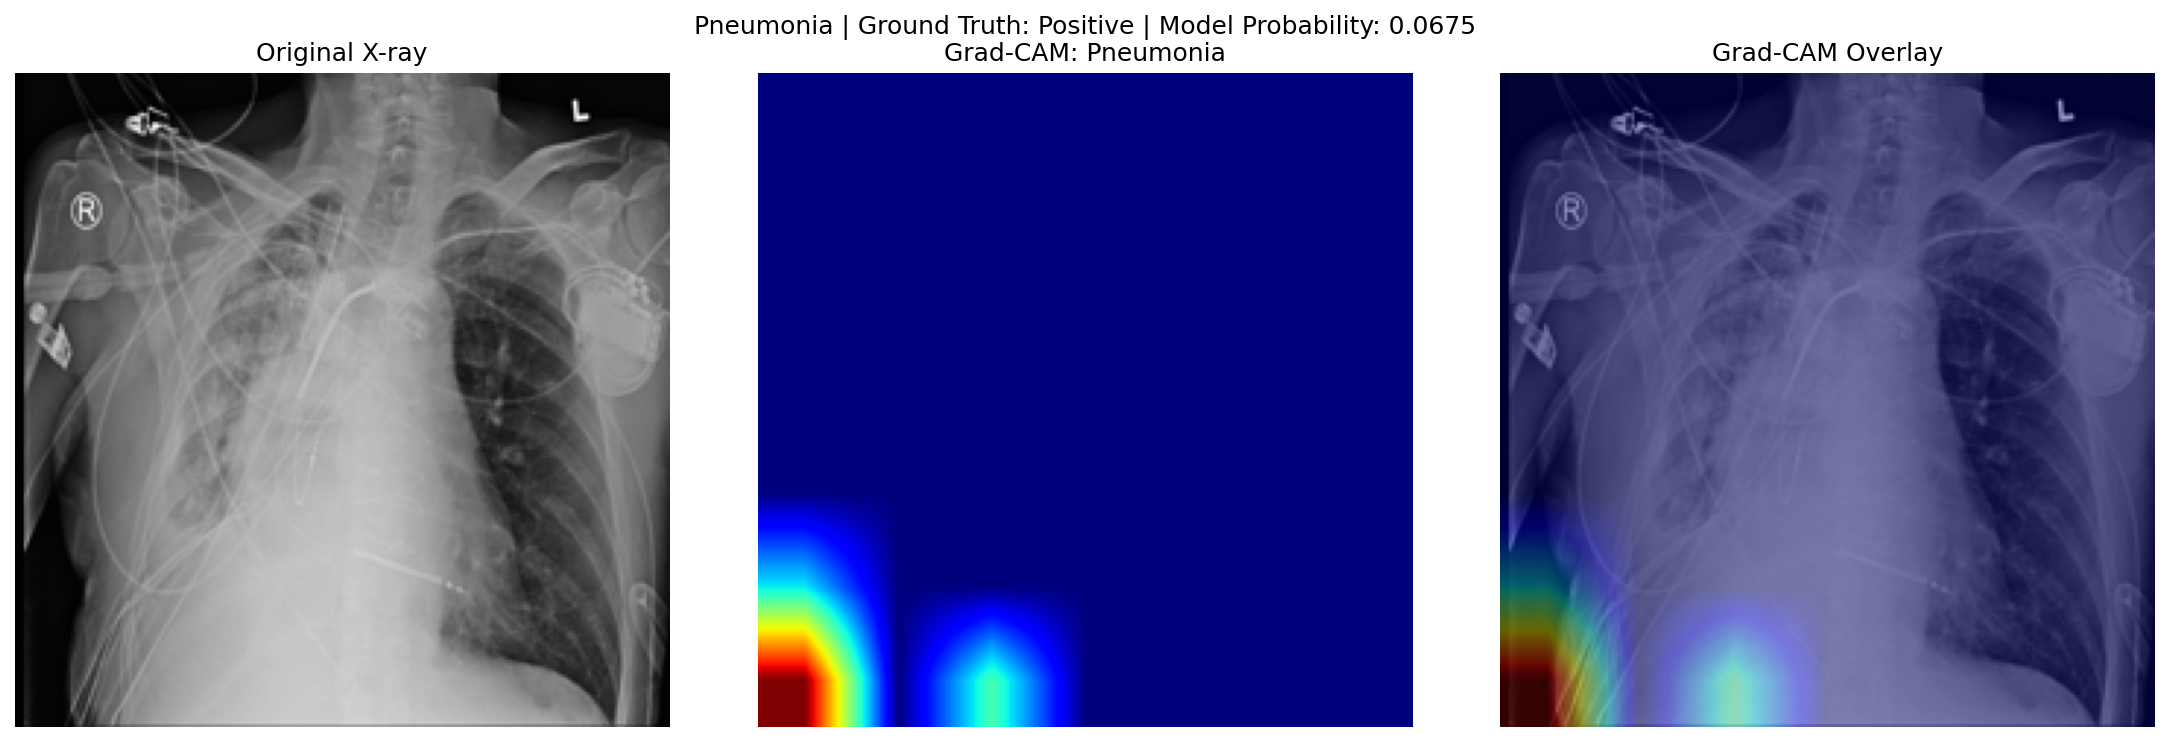 Pneumonia | Ground Truth: Positive | Model Probability: 0.0675
Original X-ray
Grad-CAM: Pneumonia
Grad-CAM Overlay
L
R
L
R